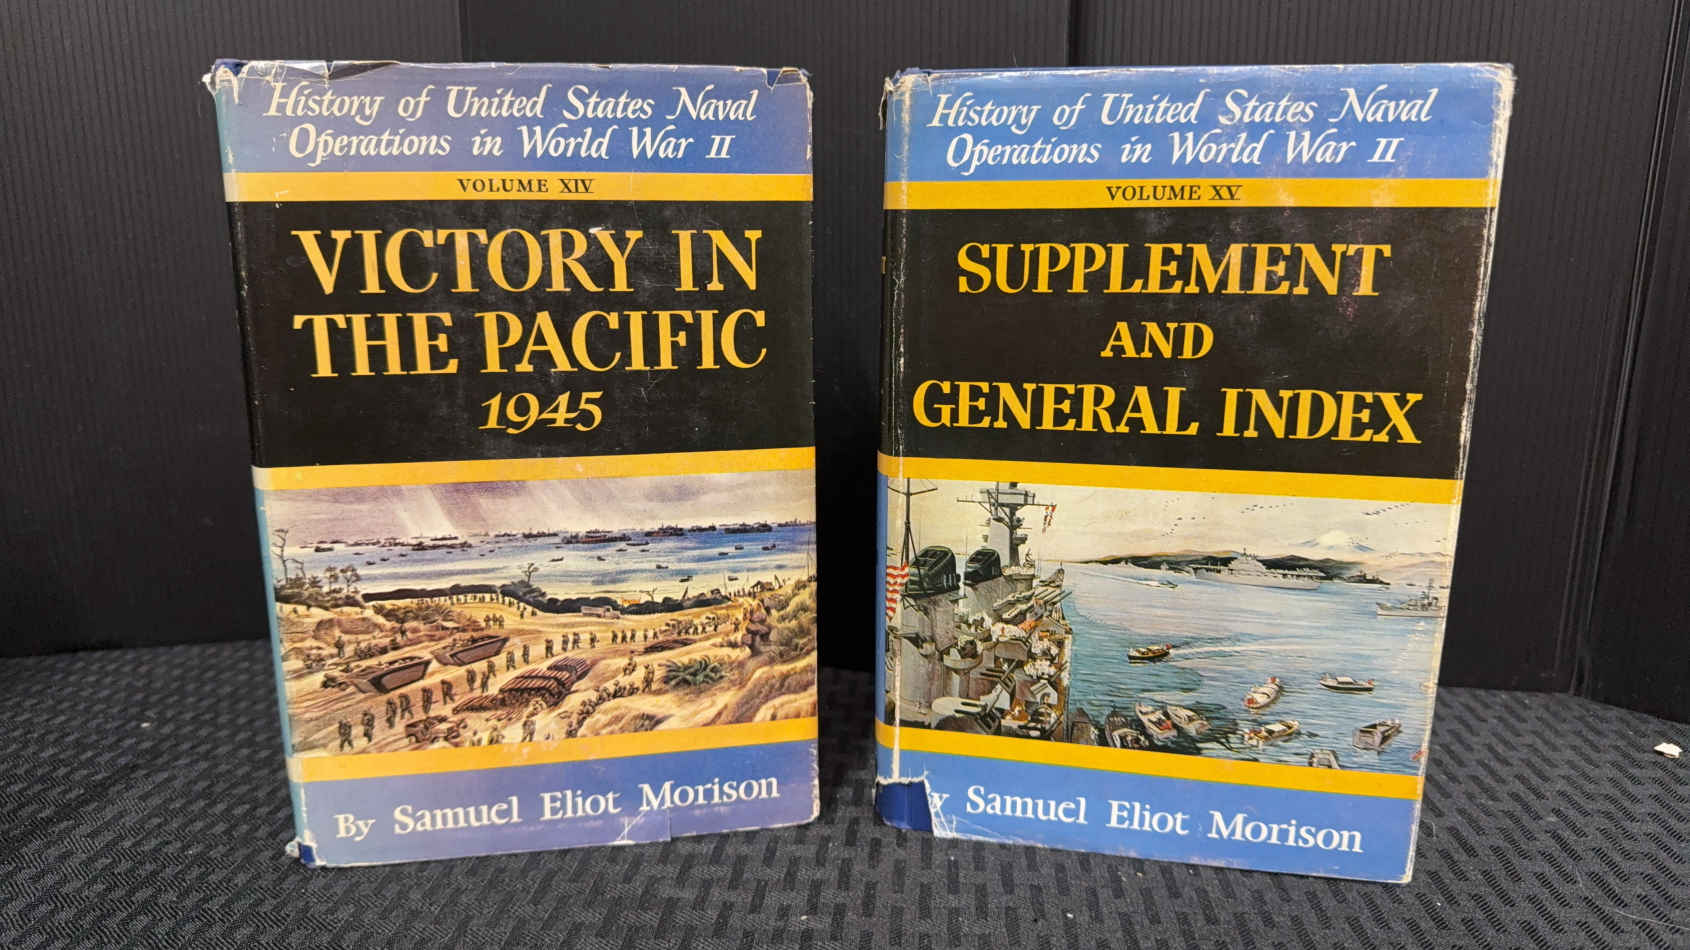 History of United States Naval
Operations in World War II
VOLUME XIV
VICTORY IN
THE PACIFIC
1945
By Samuel Eliot Morison
History of United States Naval
Operations in World War II
VOLUME XV
SUPPLEMENT
AND
GENERAL INDEX
y Samuel Eliot Morison